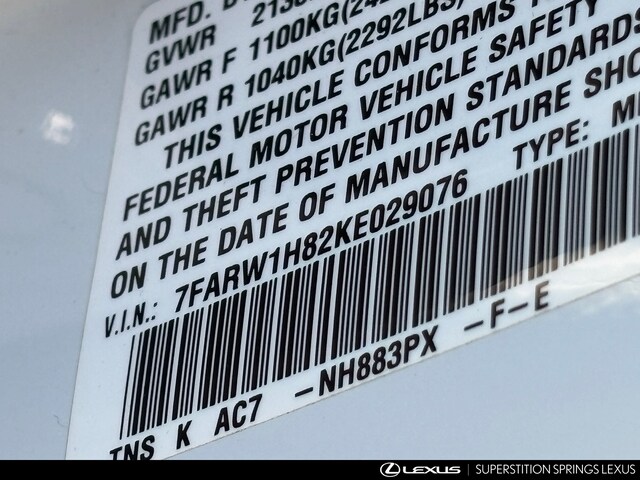 MFD.
GVWR
GAWR F 1100KG(
GAWR R 1040KG(2292LBS)
THIS VEHICLE CONFORMS
FEDERAL MOTOR VEHICLE SAFETY
AND THEFT PREVENTION STANDARDS
ON THE DATE OF MANUFACTURE
V.I.N.: 7FARW1H82KE029076 TYPE:
TNS K AC7 -NH883PX -F-E
LEXUS | SUPERSTITION SPRINGS LEXUS